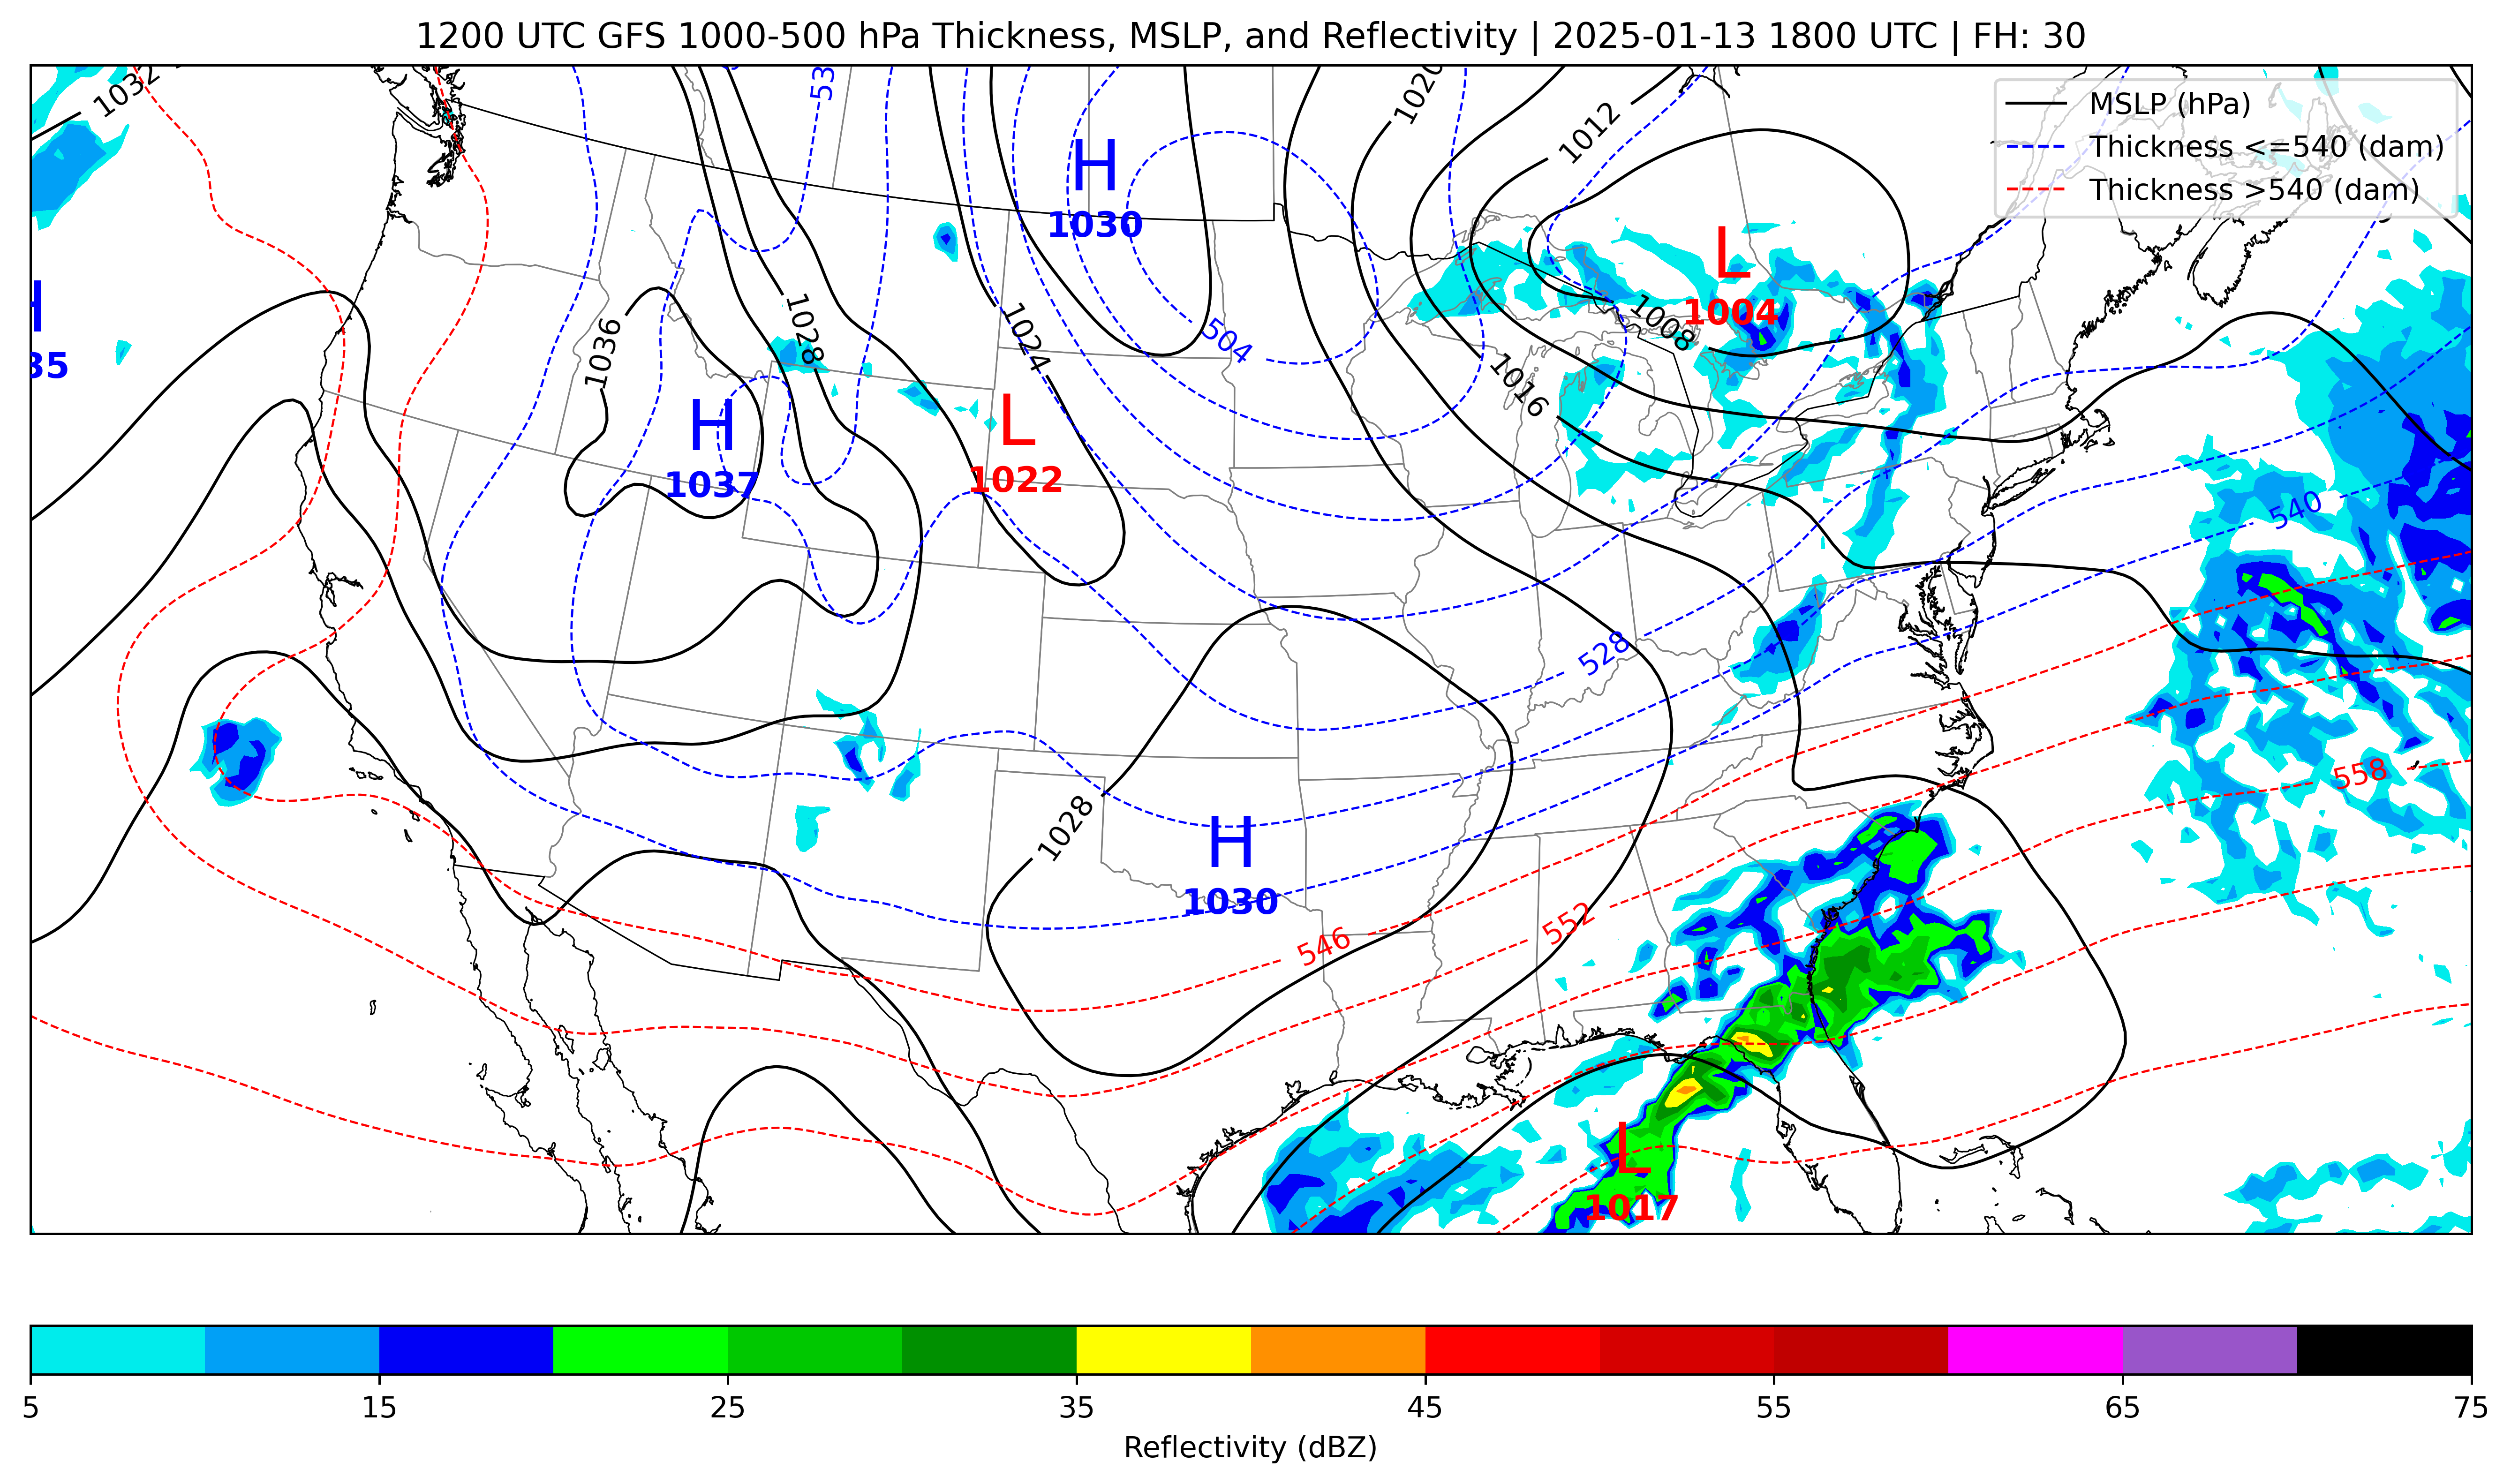 1200 UTC GFS 1000-500 hPa Thickness, MSLP, and Reflectivity | 2025-01-13 1800 UTC | FH: 30
MSLP (hPa)
Thickness <=540 (dam)
Thickness >540 (dam)
1032
53
1020
1012
H
1030
L
1004
1008
H
35
1036
1028
1024
504
1016
H
1037
L
1022
540
528
558
1028
H
1030
546
552
L
1017
5
15
25
35
45
55
65
75
Reflectivity (dBZ)